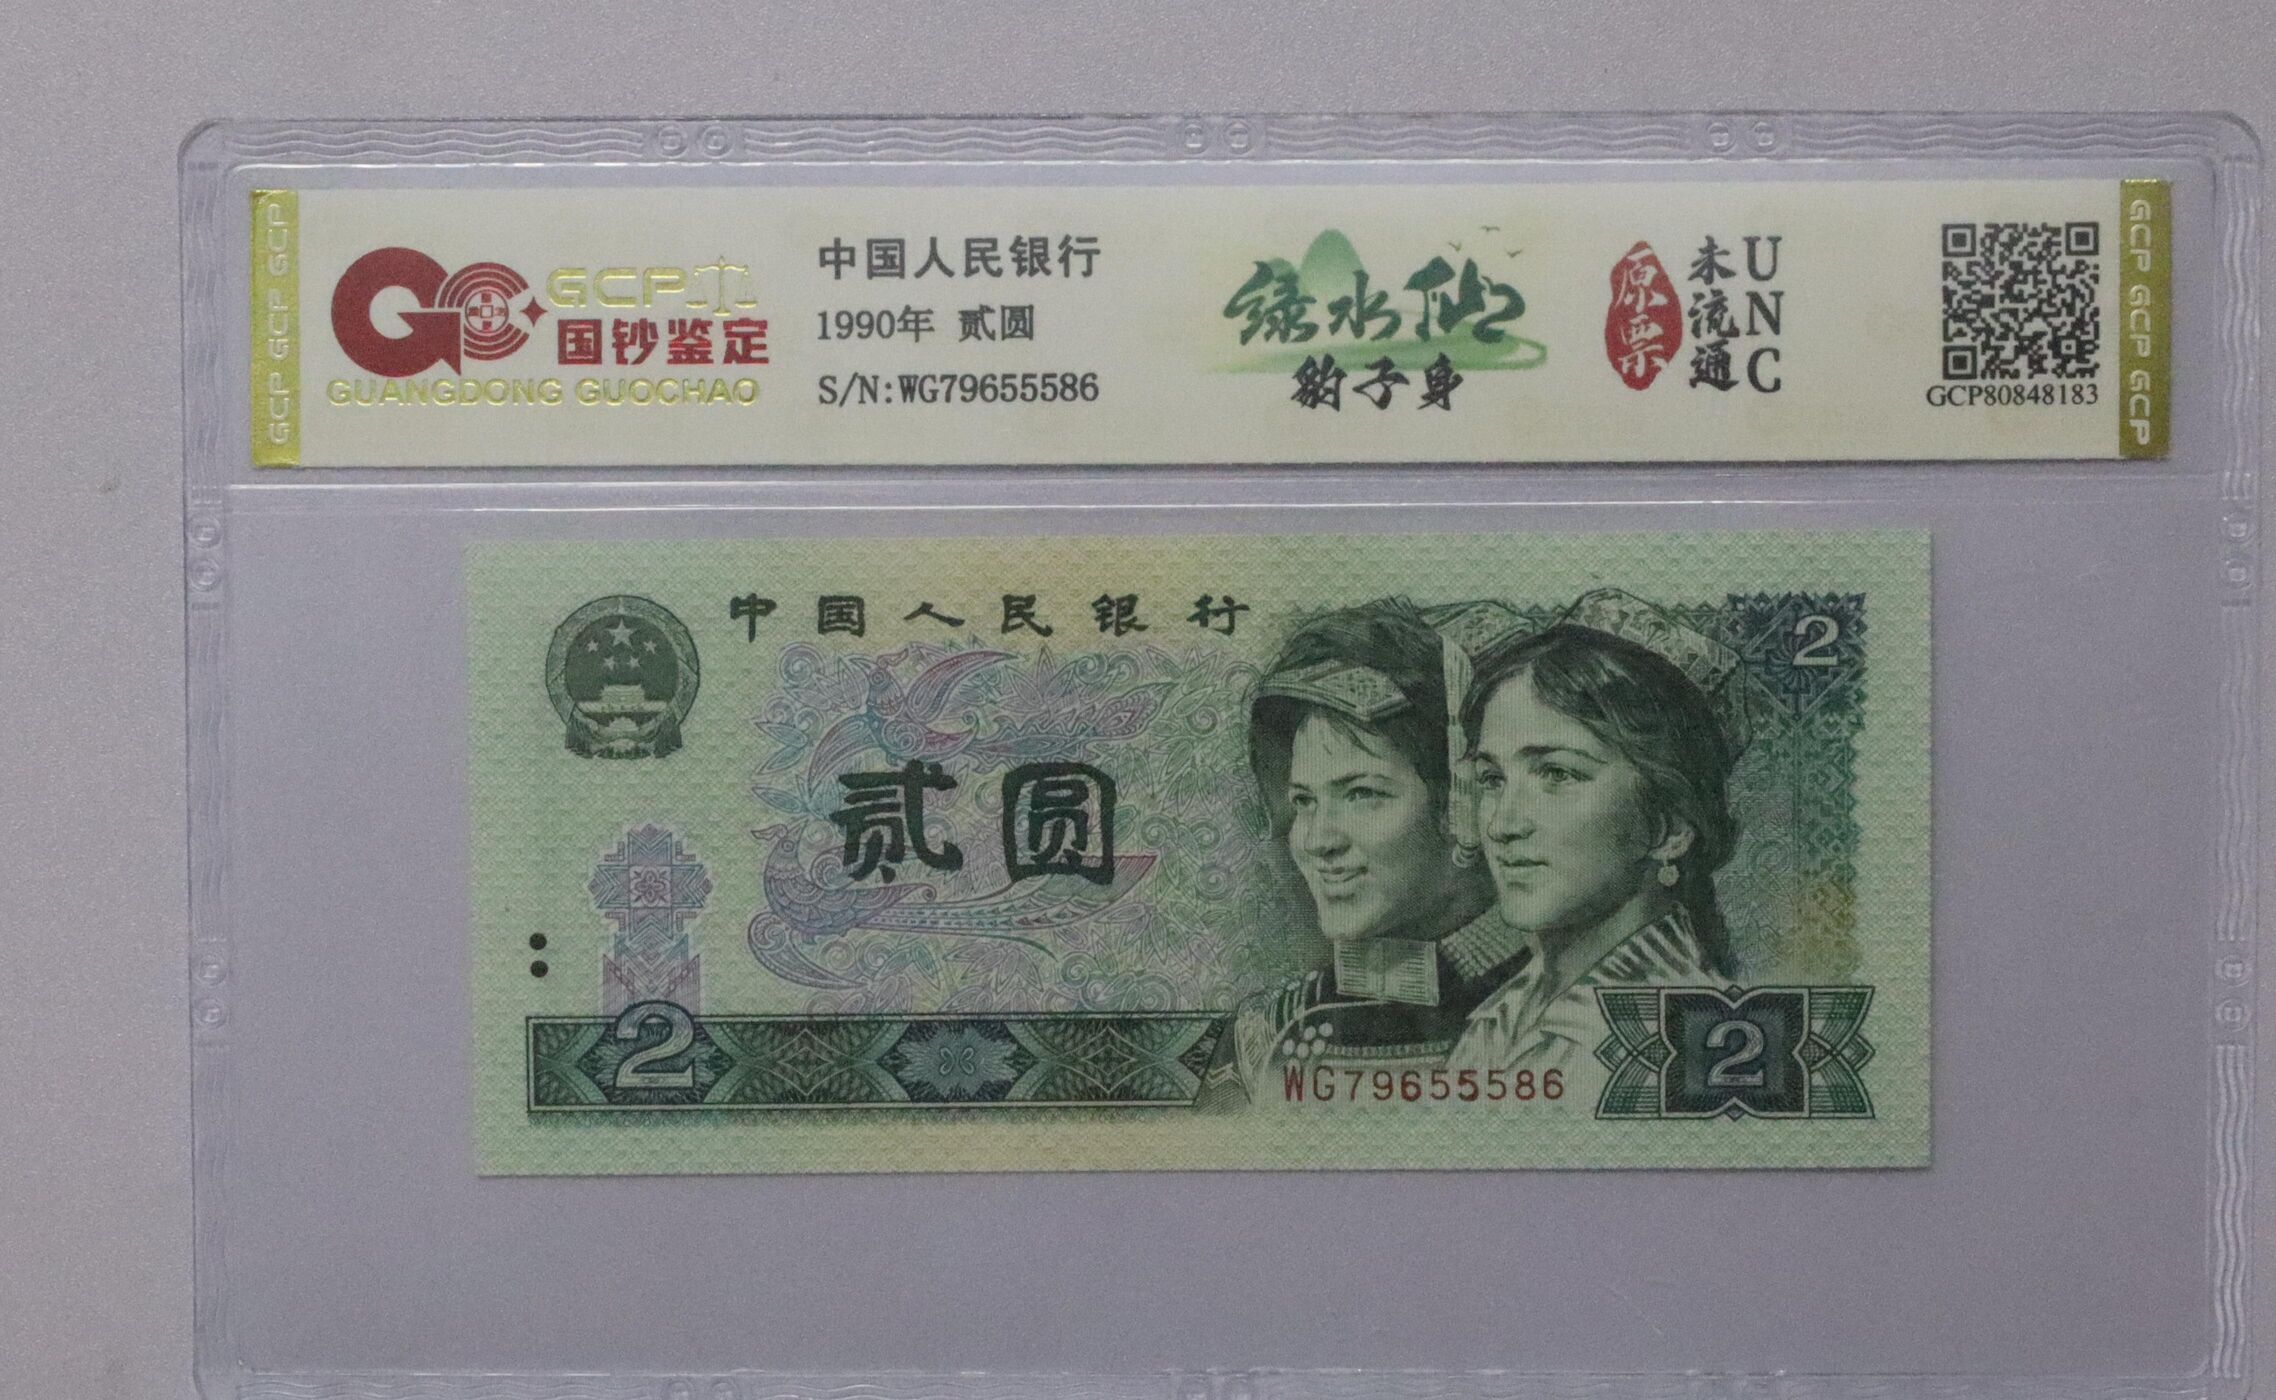 GCP GCP GCP
GCP
国钞鉴定
GUANGDONG GUOCHAO
中国人民银行
1990年 贰圆
S/N:WG79655586
绿水仙
豹子身
原票
未流通
UNC
GCP80848183
GCP GCP GCP
中国人民银行
2
贰圆
2
WG79655586
2